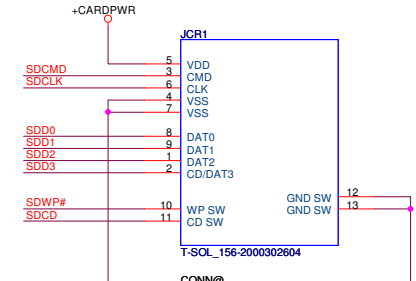 +CARDPWR
JCR1
5 VDD
SDCMD 3 CMD
SDCLK 6 CLK
4 VSS
7 VSS
SDD0 8 DAT0
SDD1 9 DAT1
SDD2 1 DAT2
SDD3 2 CD/DAT3
GND SW 12
SDWP# 10 WP SW GND SW 13
SDCD 11 CD SW
T-SOL_156-2000302604
CONN@